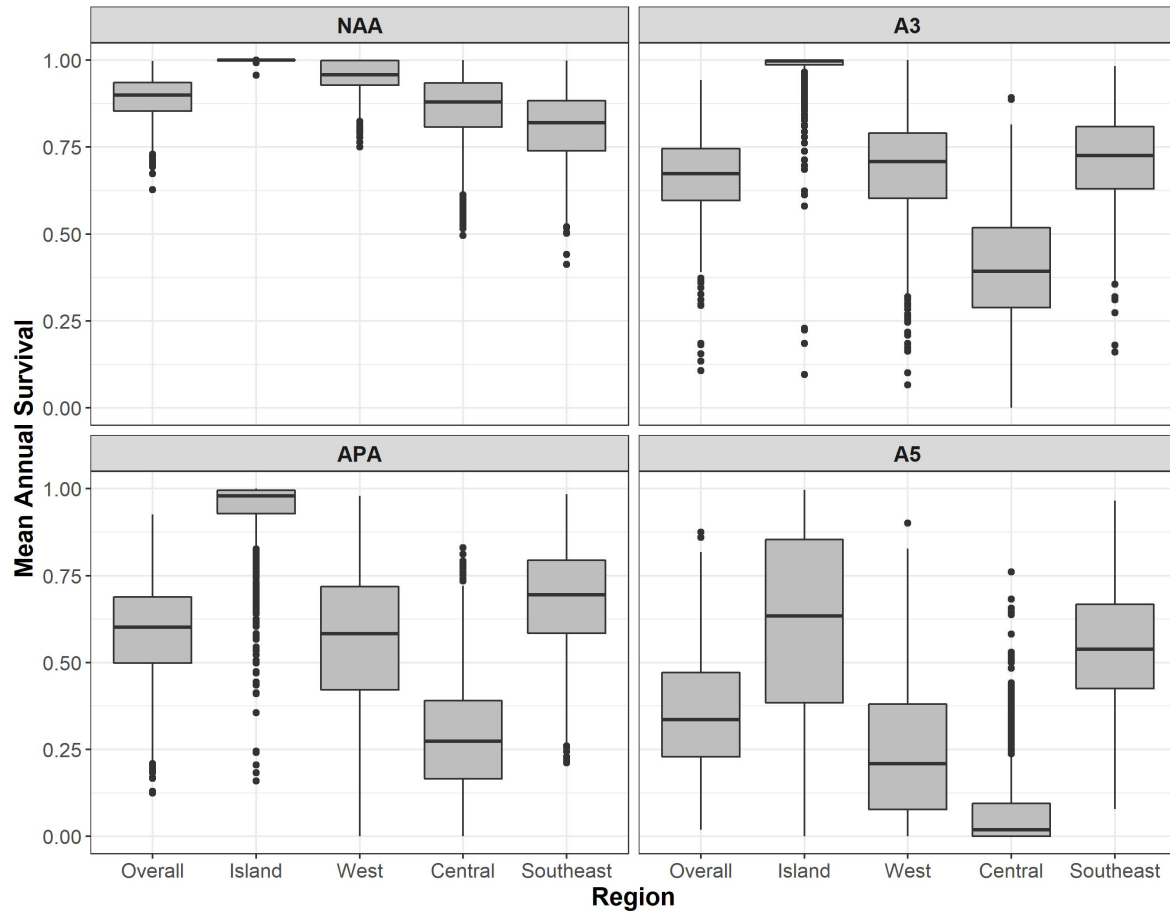 NAA
A3
1.00
0.75
0.50
0.25
0.00
APA
A5
1.00
0.75
0.50
0.25
0.00
Mean Annual Survival
Overall Island West Central Southeast
Overall Island West Central Southeast
Region